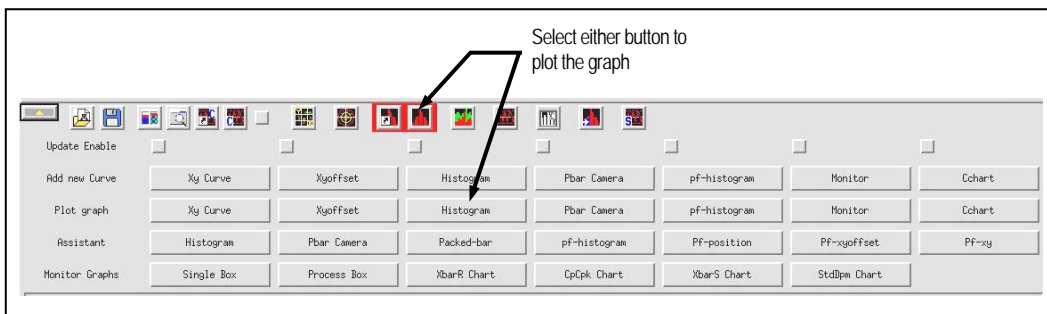 Select either button to
plot the graph
Update Enable
Add new Curve Xy Curve Xyoffset Histogram Pbar Camera pf-histogram Monitor Cchart
Plot graph Xy Curve Xyoffset Histogram Pbar Camera pf-histogram Monitor Cchart
Assistant Histogram Pbar Camera Packed-bar pf-histogram Pf-position Pf-xyoffset Pf-xy
Monitor Graphs Single Box Process Box XbarR Chart CpCpk Chart XbarS Chart StdDpm Chart